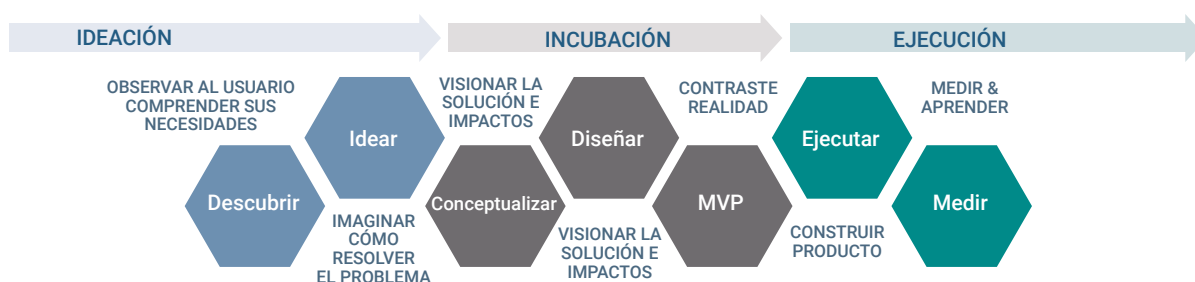 IDEACIÓN
INCUBACIÓN
EJECUCIÓN
OBSERVAR AL USUARIO
COMPRENDER SUS
NECESIDADES
Descubrir
Idear
IMAGINAR
CÓMO
RESOLVER
EL PROBLEMA
VISIONAR LA
SOLUCIÓN E
IMPACTOS
Conceptualizar
Diseñar
VISIONAR LA
SOLUCIÓN E
IMPACTOS
CONTRASTE
REALIDAD
MVP
Ejecutar
CONSTRUIR
PRODUCTO
MEDIR &
APRENDER
Medir